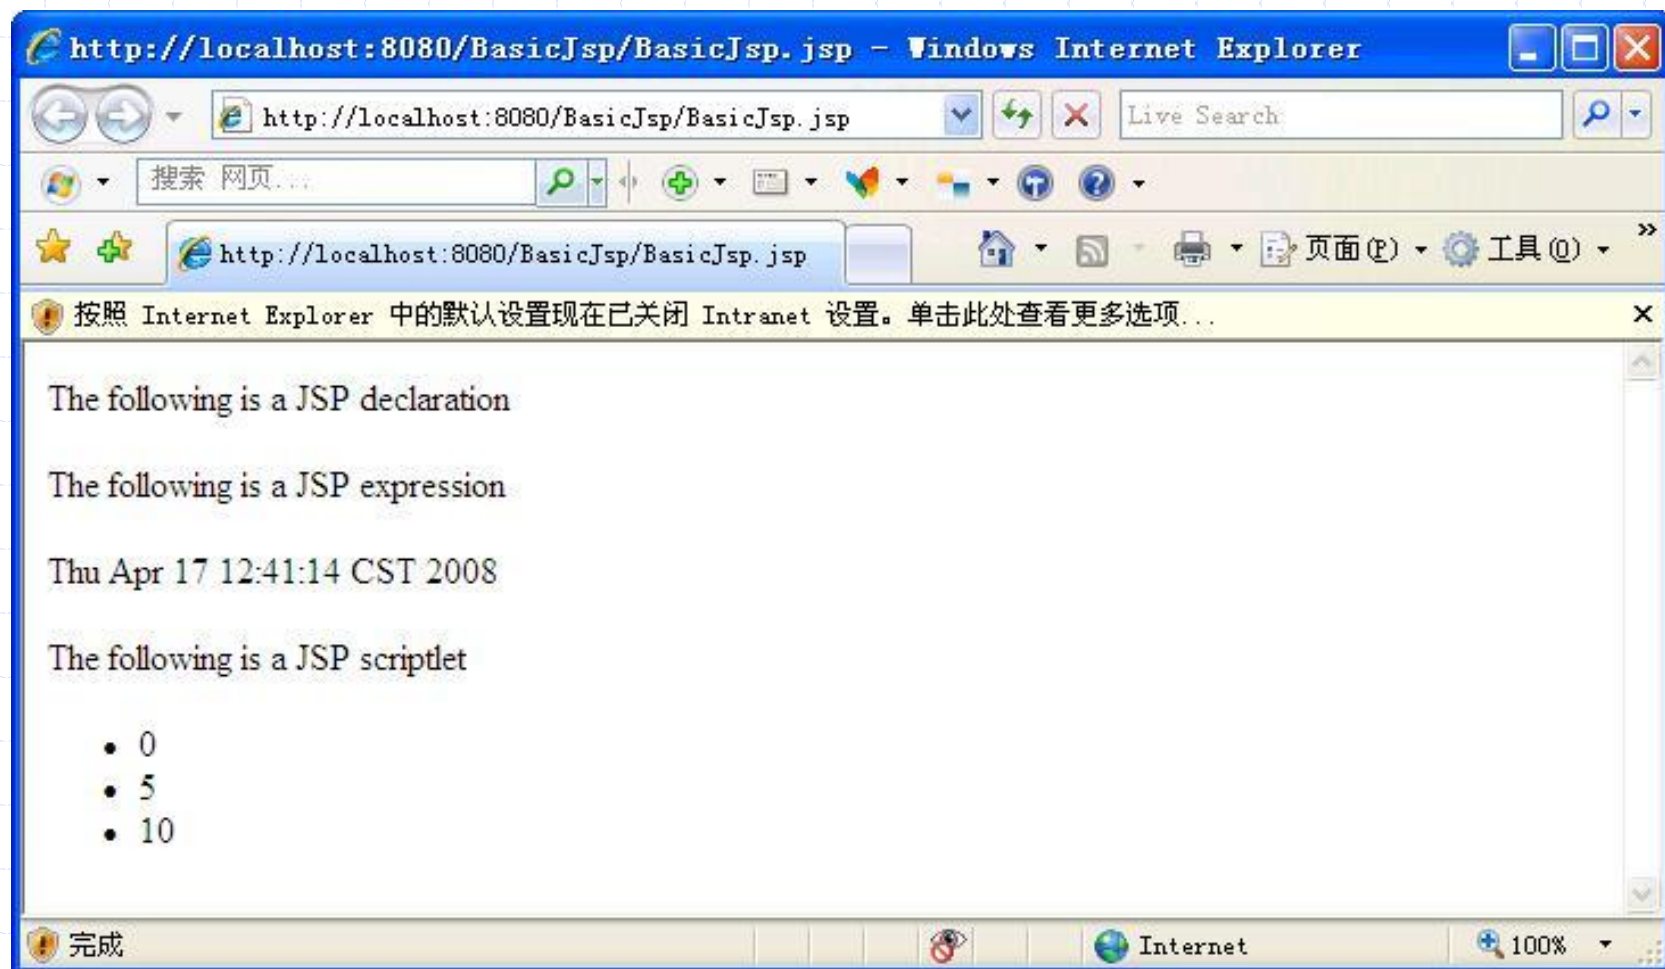 http://localhost:8080/BasicJsp/BasicJsp.jsp - Windows Internet Explorer
http://localhost:8080/BasicJsp/BasicJsp.jsp
Live Search
搜索 网页...
http://localhost:8080/BasicJsp/BasicJsp.jsp
页面(P)
工具(O)
按照 Internet Explorer 中的默认设置现在已关闭 Intranet 设置。单击此处查看更多选项...
The following is a JSP declaration
The following is a JSP expression
Thu Apr 17 12:41:14 CST 2008
The following is a JSP scriptlet
• 0
• 5
• 10
完成
Internet
100%